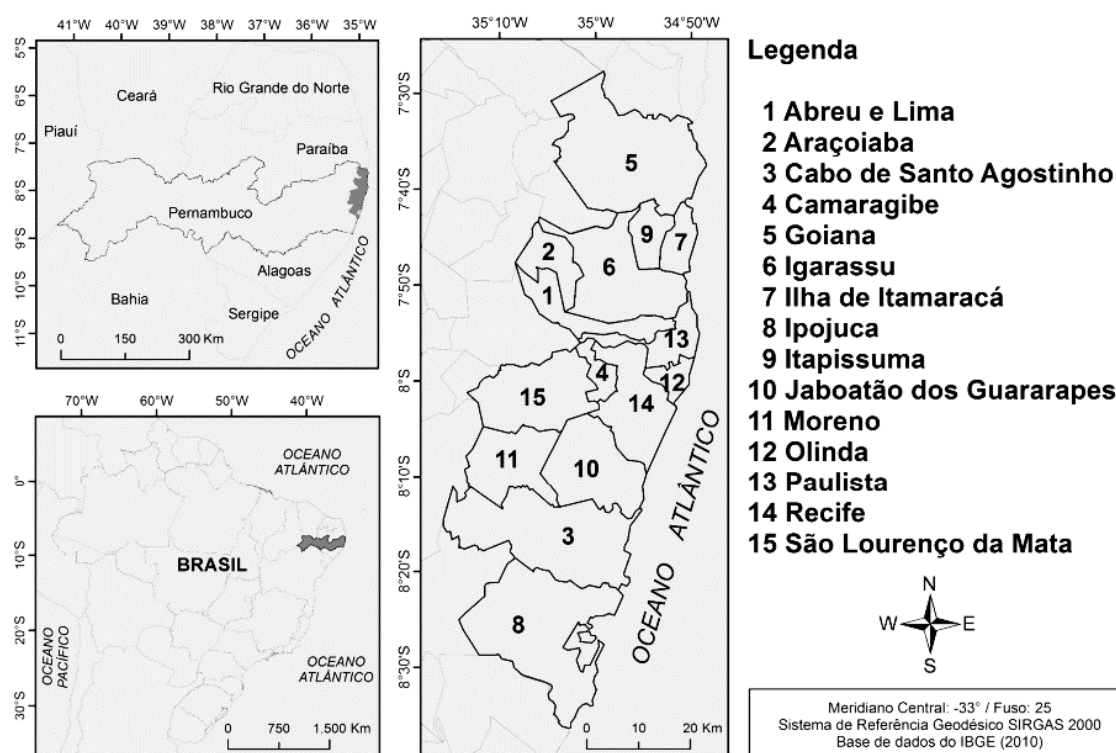 41°W 40°W 39°W 38°W 37°W 36°W 35°W
5°S
6°S
7°S
8°S
9°S
10°S
11°S
Ceará
Rio Grande do Norte
Piauí
Paraíba
Pernambuco
Alagoas
Bahia
Sergipe
OCEANO ATLÂNTICO
0 150 300 Km
70°W 60°W 50°W 40°W
0°
10°S
20°S
30°S
OCEANO
ATLÂNTICO
BRASIL
OCEANO
PACÍFICO
OCEANO
ATLÂNTICO
0 750 1.500 Km
35°10'W 35°W 34°50'W
7°30'S
7°40'S
7°50'S
8°S
8°10'S
8°20'S
8°30'S
5
9
7
2
6
1
13
4
12
15
14
11
10
3
8
OCEANO ATLÂNTICO
0 10 20 Km
Legenda
1 Abreu e Lima
2 Araçoiaba
3 Cabo de Santo Agostinho
4 Camaragibe
5 Goiana
6 Igarassu
7 Ilha de Itamaracá
8 Ipojuca
9 Itapissuma
10 Jaboatão dos Guararapes
11 Moreno
12 Olinda
13 Paulista
14 Recife
15 São Lourenço da Mata
N
W E
S
Meridiano Central: -33° / Fuso: 25
Sistema de Referência Geodésico SIRGAS 2000
Base de dados do IBGE (2010)